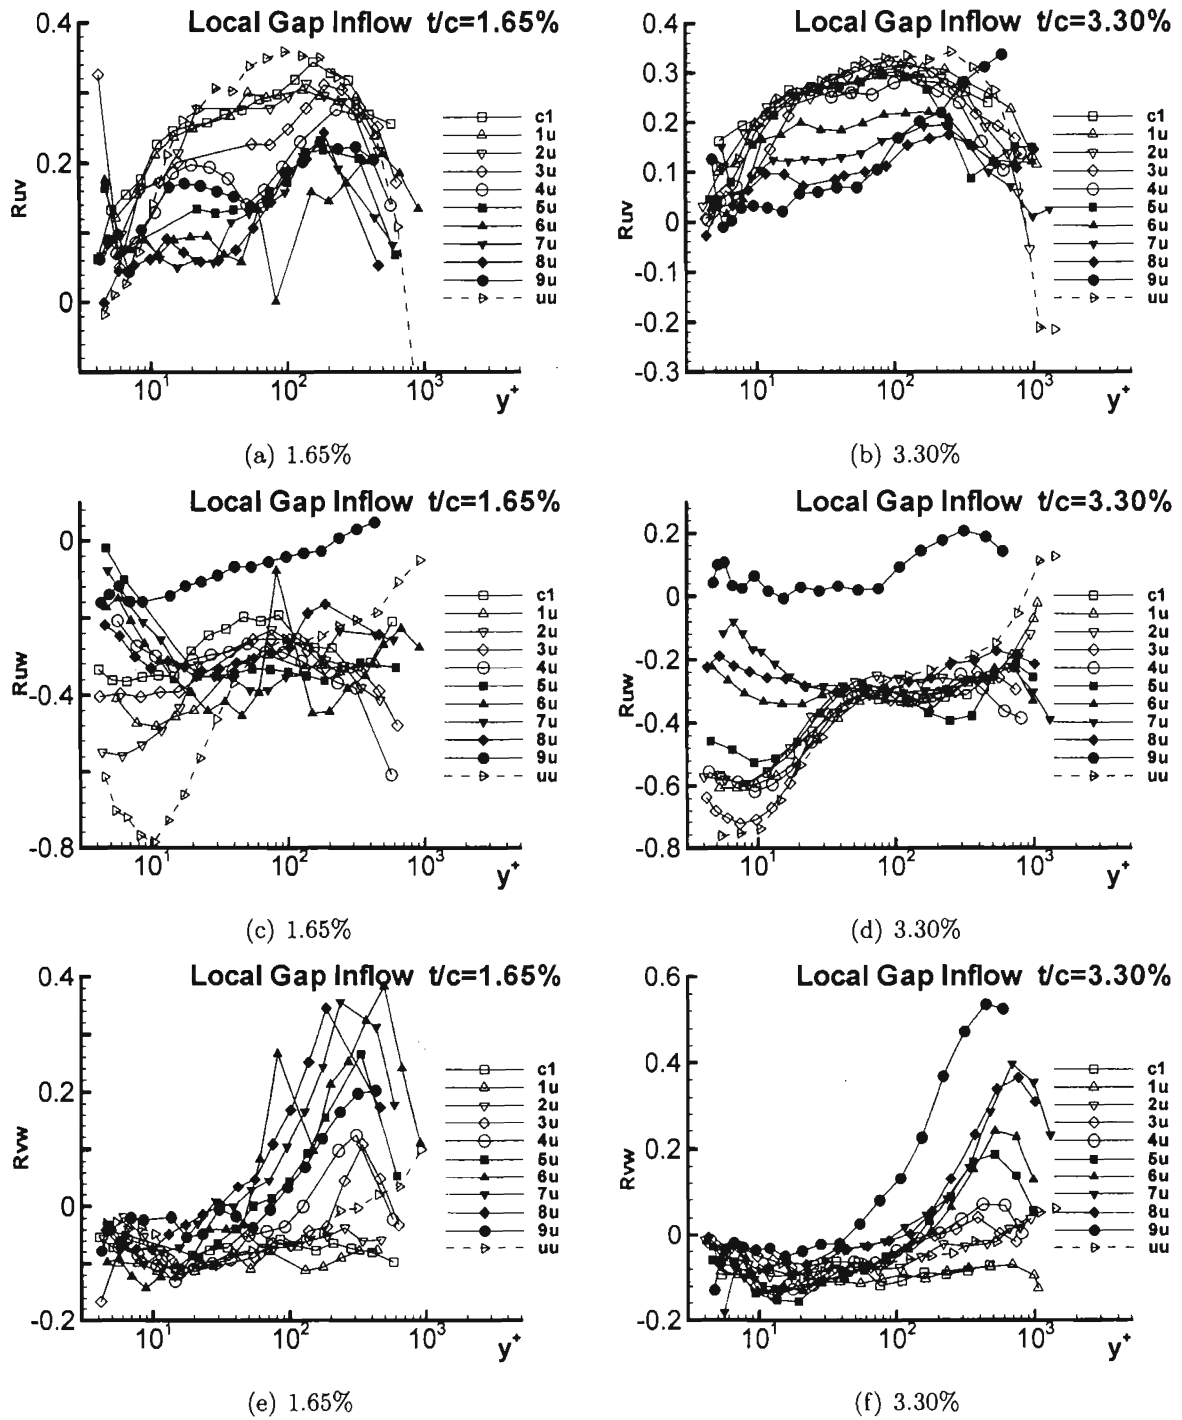 Local Gap Inflow t/c=1.65%
0.4
0.2
0
Ruv
10¹
10²
10³
y⁺
c1
1u
2u
3u
4u
5u
6u
7u
8u
9u
uu
(a) 1.65%
Local Gap Inflow t/c=3.30%
0.4
0.3
0.2
0.1
0
-0.1
-0.2
-0.3
Ruv
10¹
10²
10³
y⁺
c1
1u
2u
3u
4u
5u
6u
7u
8u
9u
uu
(b) 3.30%
Local Gap Inflow t/c=1.65%
0
-0.4
-0.8
Ruw
10¹
10²
10³
y⁺
c1
1u
2u
3u
4u
5u
6u
7u
8u
9u
uu
(c) 1.65%
Local Gap Inflow t/c=3.30%
0.2
0
-0.2
-0.4
-0.6
-0.8
Ruw
10¹
10²
10³
y⁺
c1
1u
2u
3u
4u
5u
6u
7u
8u
9u
uu
(d) 3.30%
Local Gap Inflow t/c=1.65%
0.4
0.2
0
-0.2
Rvw
10¹
10²
10³
y⁺
c1
1u
2u
3u
4u
5u
6u
7u
8u
9u
uu
(e) 1.65%
Local Gap Inflow t/c=3.30%
0.6
0.4
0.2
0
-0.2
Rvw
10¹
10²
10³
y⁺
c1
1u
2u
3u
4u
5u
6u
7u
8u
9u
uu
(f) 3.30%